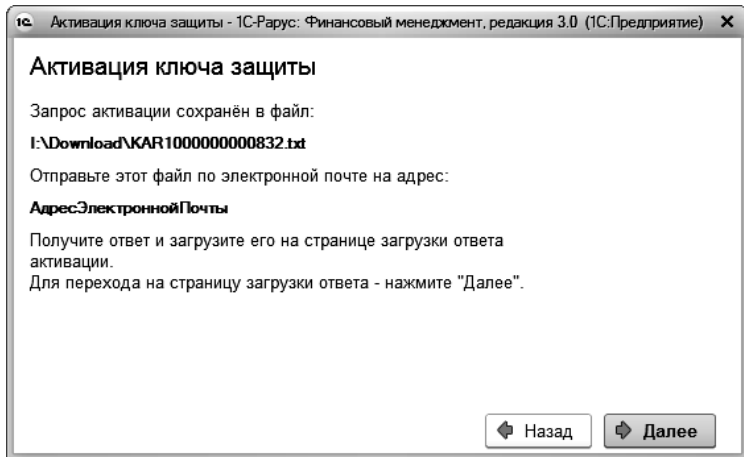 1С Активация ключа защиты - 1С-Рарус: Финансовый менеджмент, редакция 3.0 (1С:Предприятие)
Активация ключа защиты
Запрос активации сохранён в файл:
I:\Download\KAR1000000000832.txt
Отправьте этот файл по электронной почте на адрес:
АдресЭлектроннойПочты
Получите ответ и загрузите его на странице загрузки ответа
активации.
Для перехода на страницу загрузки ответа - нажмите "Далее".
Назад Далее